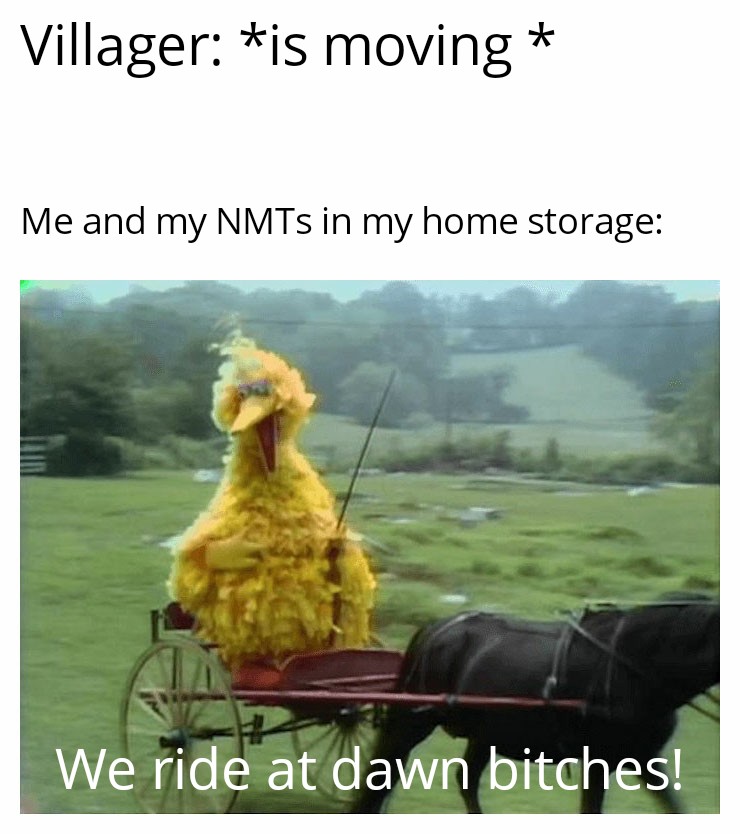 Villager: *is moving *
Me and my NMTs in my home storage:
We ride at dawn bitches!